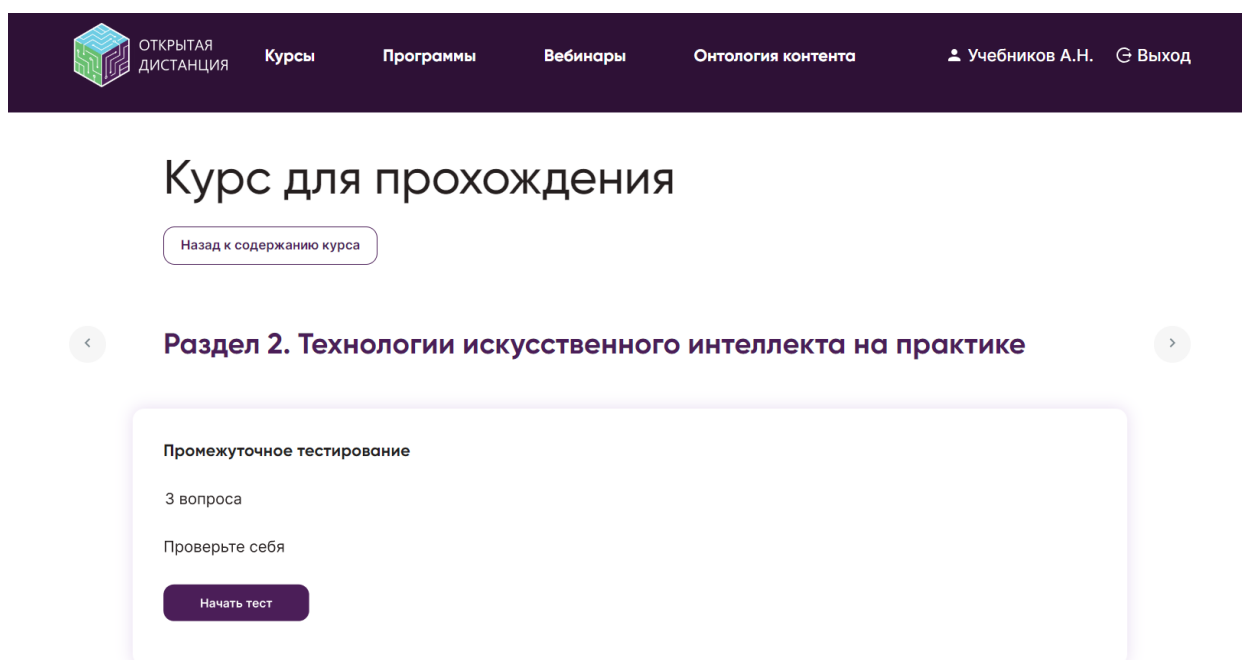 ОТКРЫТАЯ
ДИСТАНЦИЯ
Курсы
Программы
Вебинары
Онтология контента
Учебников А.Н.
Выход
Курс для прохождения
Назад к содержанию курса
Раздел 2. Технологии искусственного интеллекта на практике
Промежуточное тестирование
3 вопроса
Проверьте себя
Начать тест